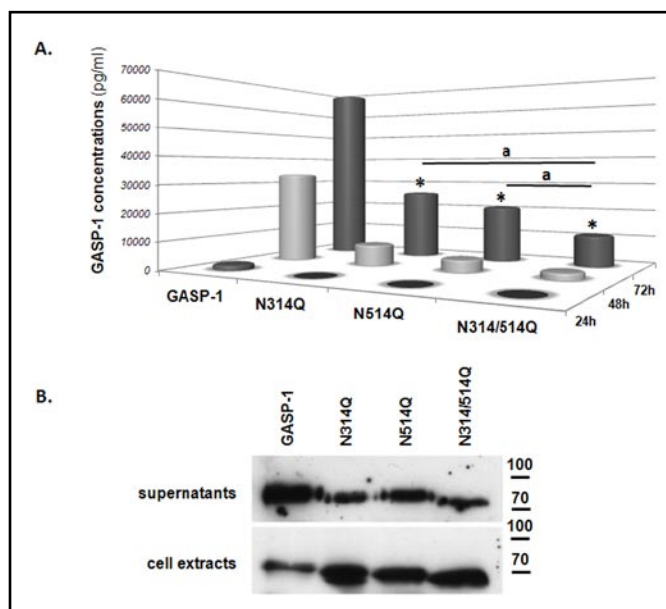 A.
GASP-1 concentrations (pg/ml)
70000
60000
50000
40000
30000
20000
10000
0
a
a
*
*
*
GASP-1
N314Q
N514Q
N314/514Q
24h
48h
72h
B.
GASP-1
N314Q
N514Q
N314/514Q
supernatants
100
70
cell extracts
100
70